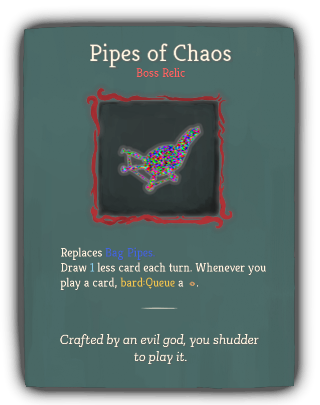 Pipes of Chaos
Boss Relic
Replaces Bag Pipes.
Draw 1 less card each turn. Whenever you
play a card, bard-Queue a .
Crafted by an evil god, you shudder
to play it.